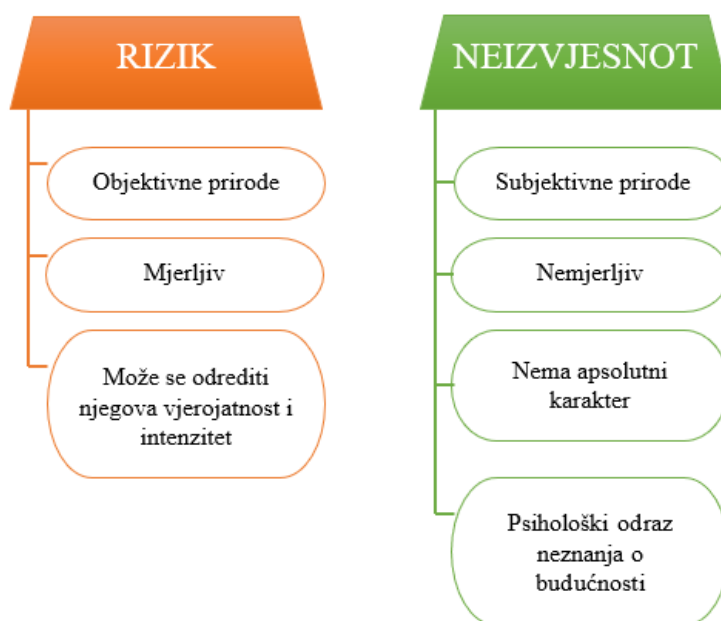 RIZIK
Objektivne prirode
Mjerljiv
Može se odrediti
njegova vjerojatnost i
intenzitet
NEIZVJESNOT
Subjektivne prirode
Nemjerljiv
Nema apsolutni
karakter
Psihološki odraz
neznanja o
budućnosti